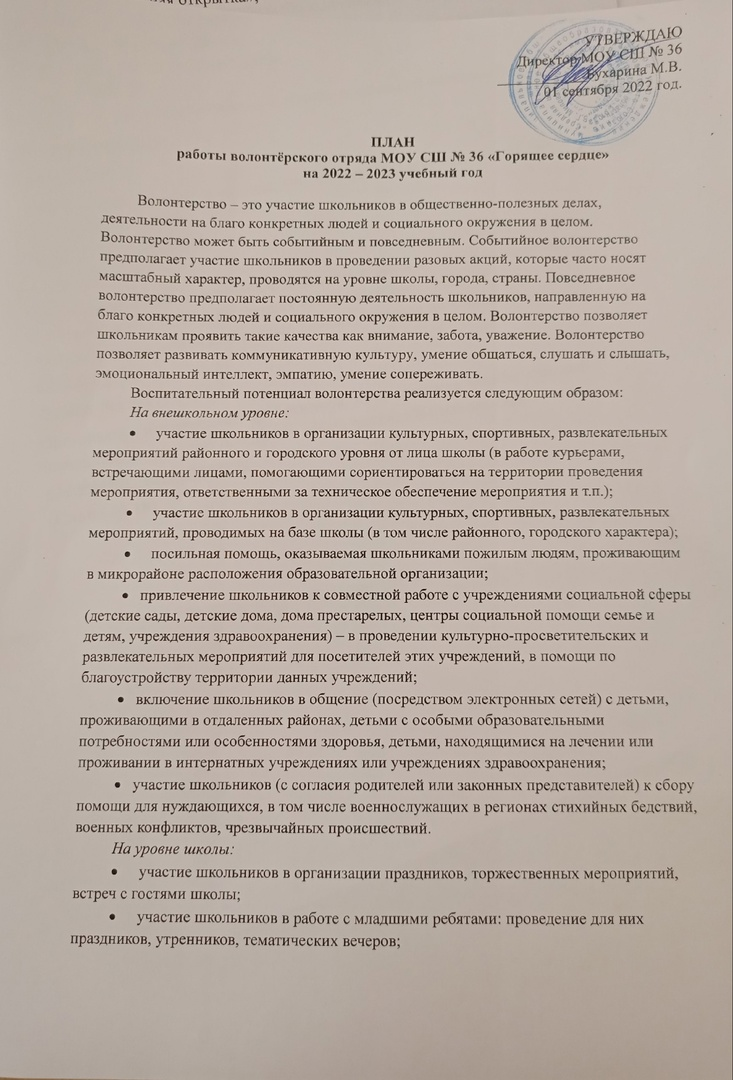 УТВЕРЖДАЮ
Директор МОУ СШ № 36
Бухарина М.В.
01 сентября 2022 год.
ПЛАН
работы волонтёрского отряда МОУ СШ № 36 «Горящее сердце»
на 2022 – 2023 учебный год
Волонтерство – это участие школьников в общественно-полезных делах,
деятельности на благо конкретных людей и социального окружения в целом.
Волонтерство может быть событийным и повседневным. Событийное волонтерство
предполагает участие школьников в проведении разовых акций, которые часто носят
масштабный характер, проводятся на уровне школы, города, страны. Повседневное
волонтерство предполагает постоянную деятельность школьников, направленную на
благо конкретных людей и социального окружения в целом. Волонтерство позволяет
школьникам проявить такие качества как внимание, забота, уважение. Волонтерство
позволяет развивать коммуникативную культуру, умение общаться, слушать и слышать,
эмоциональный интеллект, эмпатию, умение сопереживать.
Воспитательный потенциал волонтерства реализуется следующим образом:
На внешкольном уровне:
• участие школьников в организации культурных, спортивных, развлекательных
мероприятий районного и городского уровня от лица школы (в работе курьерами,
встречающими лицами, помогающими сориентироваться на территории проведения
мероприятия, ответственными за техническое обеспечение мероприятия и т.п.);
• участие школьников в организации культурных, спортивных, развлекательных
мероприятий, проводимых на базе школы (в том числе районного, городского характера);
• посильная помощь, оказываемая школьниками пожилым людям, проживающим
в микрорайоне расположения образовательной организации;
• привлечение школьников к совместной работе с учреждениями социальной сферы
(детские сады, детские дома, дома престарелых, центры социальной помощи семье и
детям, учреждения здравоохранения) – в проведении культурно-просветительских и
развлекательных мероприятий для посетителей этих учреждений, в помощи по
благоустройству территории данных учреждений;
• включение школьников в общение (посредством электронных сетей) с детьми,
проживающими в отдаленных районах, детьми с особыми образовательными
потребностями или особенностями здоровья, детьми, находящимися на лечении или
проживании в интернатных учреждениях или учреждениях здравоохранения;
• участие школьников (с согласия родителей или законных представителей) к сбору
помощи для нуждающихся, в том числе военнослужащих в регионах стихийных бедствий,
военных конфликтов, чрезвычайных происшествий.
На уровне школы:
• участие школьников в организации праздников, торжественных мероприятий,
встреч с гостями школы;
• участие школьников в работе с младшими ребятами: проведение для них
праздников, утренников, тематических вечеров;